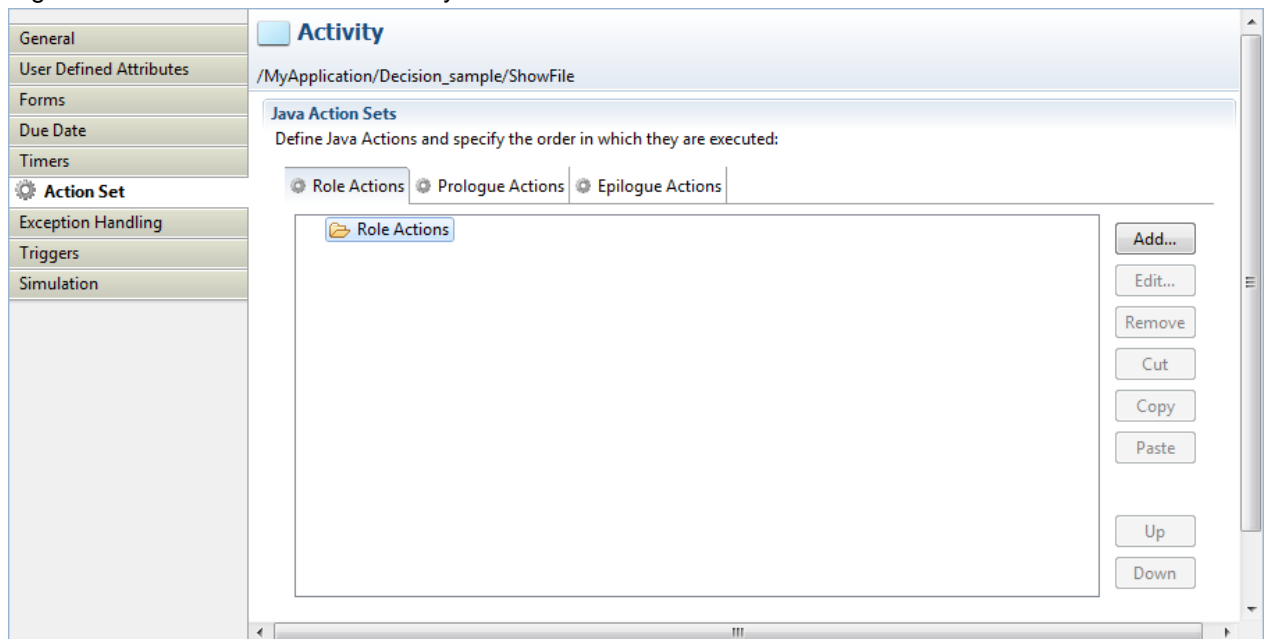 General
User Defined Attributes
Forms
Due Date
Timers
Action Set
Exception Handling
Triggers
Simulation
Activity
/MyApplication/Decision_sample/ShowFile
Java Action Sets
Define Java Actions and specify the order in which they are executed:
Role Actions Prologue Actions Epilogue Actions
Role Actions
Add...
Edit...
Remove
Cut
Copy
Paste
Up
Down